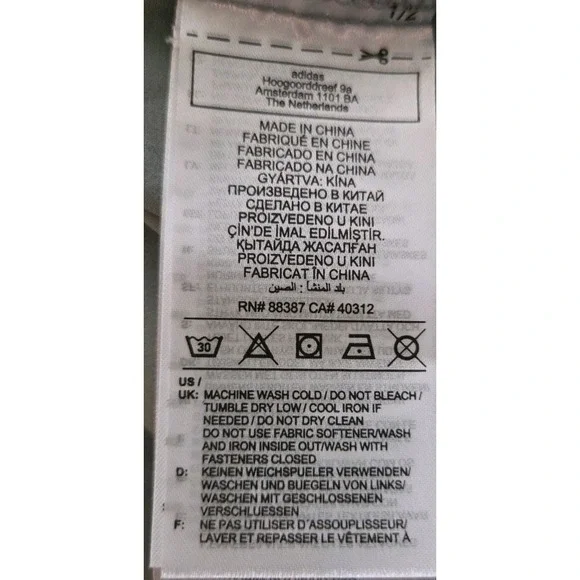 1/2
adidas
Hoogoorddreef 9a
Amsterdam 1101 BA
The Netherlands
MADE IN CHINA
FABRIQUÉ EN CHINE
FABRICADO EN CHINA
FABRICADO NA CHINA
GYÁRTVA: KÍNA
ПРОИЗВЕДЕНО В КИТАЙ
СДЕЛАНО В КИТАЕ
PROIZVEDENO U KINI
ÇİN'DE İMAL EDİLMİŞTİR.
ҚЫТАЙДА ЖАСАЛҒАН
PROIZVEDENO U KINI
FABRICAT ÎN CHINA
بلد المنشأ : الصين
RN# 88387 CA# 40312
30
US /
UK: MACHINE WASH COLD / DO NOT BLEACH /
TUMBLE DRY LOW / COOL IRON IF
NEEDED / DO NOT DRY CLEAN
DO NOT USE FABRIC SOFTENER/WASH
AND IRON INSIDE OUT/WASH WITH
FASTENERS CLOSED
D: KEINEN WEICHSPUELER VERWENDEN/
WASCHEN UND BUEGELN VON LINKS/
WASCHEN MIT GESCHLOSSENEN
VERSCHLUESSEN
F: NE PAS UTILISER D'ASSOUPLISSEUR/
LAVER ET REPASSER LE VÊTEMENT À